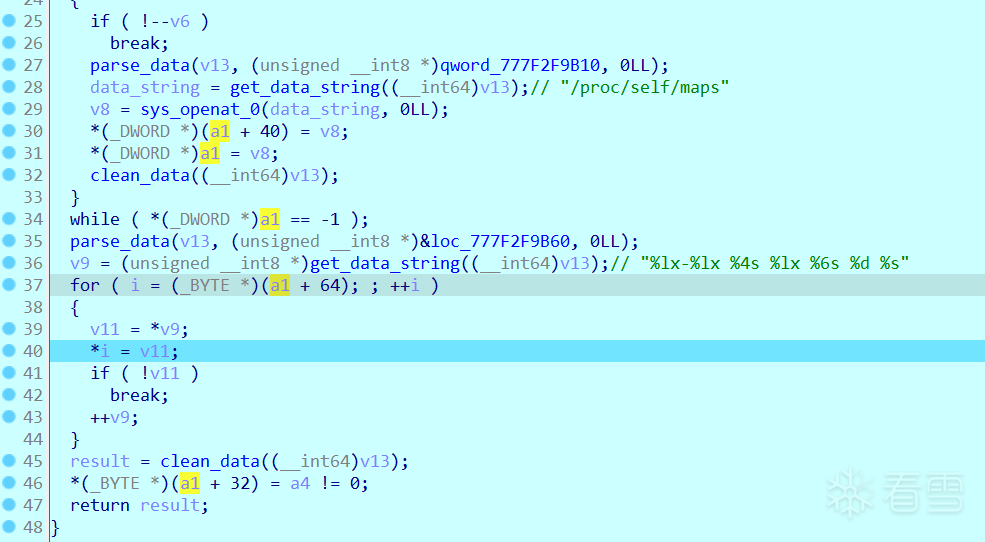 24 {
25 if ( !--v6 )
26 break;
27 parse_data(v13, (unsigned __int8 *)qword_777F2F9B10, 0LL);
28 data_string = get_data_string((__int64)v13);// "/proc/self/maps"
29 v8 = sys_openat_0(data_string, 0LL);
30 *(_DWORD *)(a1 + 40) = v8;
31 *(_DWORD *)a1 = v8;
32 clean_data((__int64)v13);
33 }
34 while ( *(_DWORD *)a1 == -1 );
35 parse_data(v13, (unsigned __int8 *)&loc_777F2F9B60, 0LL);
36 v9 = (unsigned __int8 *)get_data_string((__int64)v13);// "%lx-%lx %4s %lx %6s %d %s"
37 for ( i = (_BYTE *)(a1 + 64); ; ++i )
38 {
39 v11 = *v9;
40 *i = v11;
41 if ( !v11 )
42 break;
43 ++v9;
44 }
45 result = clean_data((__int64)v13);
46 *(_BYTE *)(a1 + 32) = a4 != 0;
47 return result;
48 }
看雪